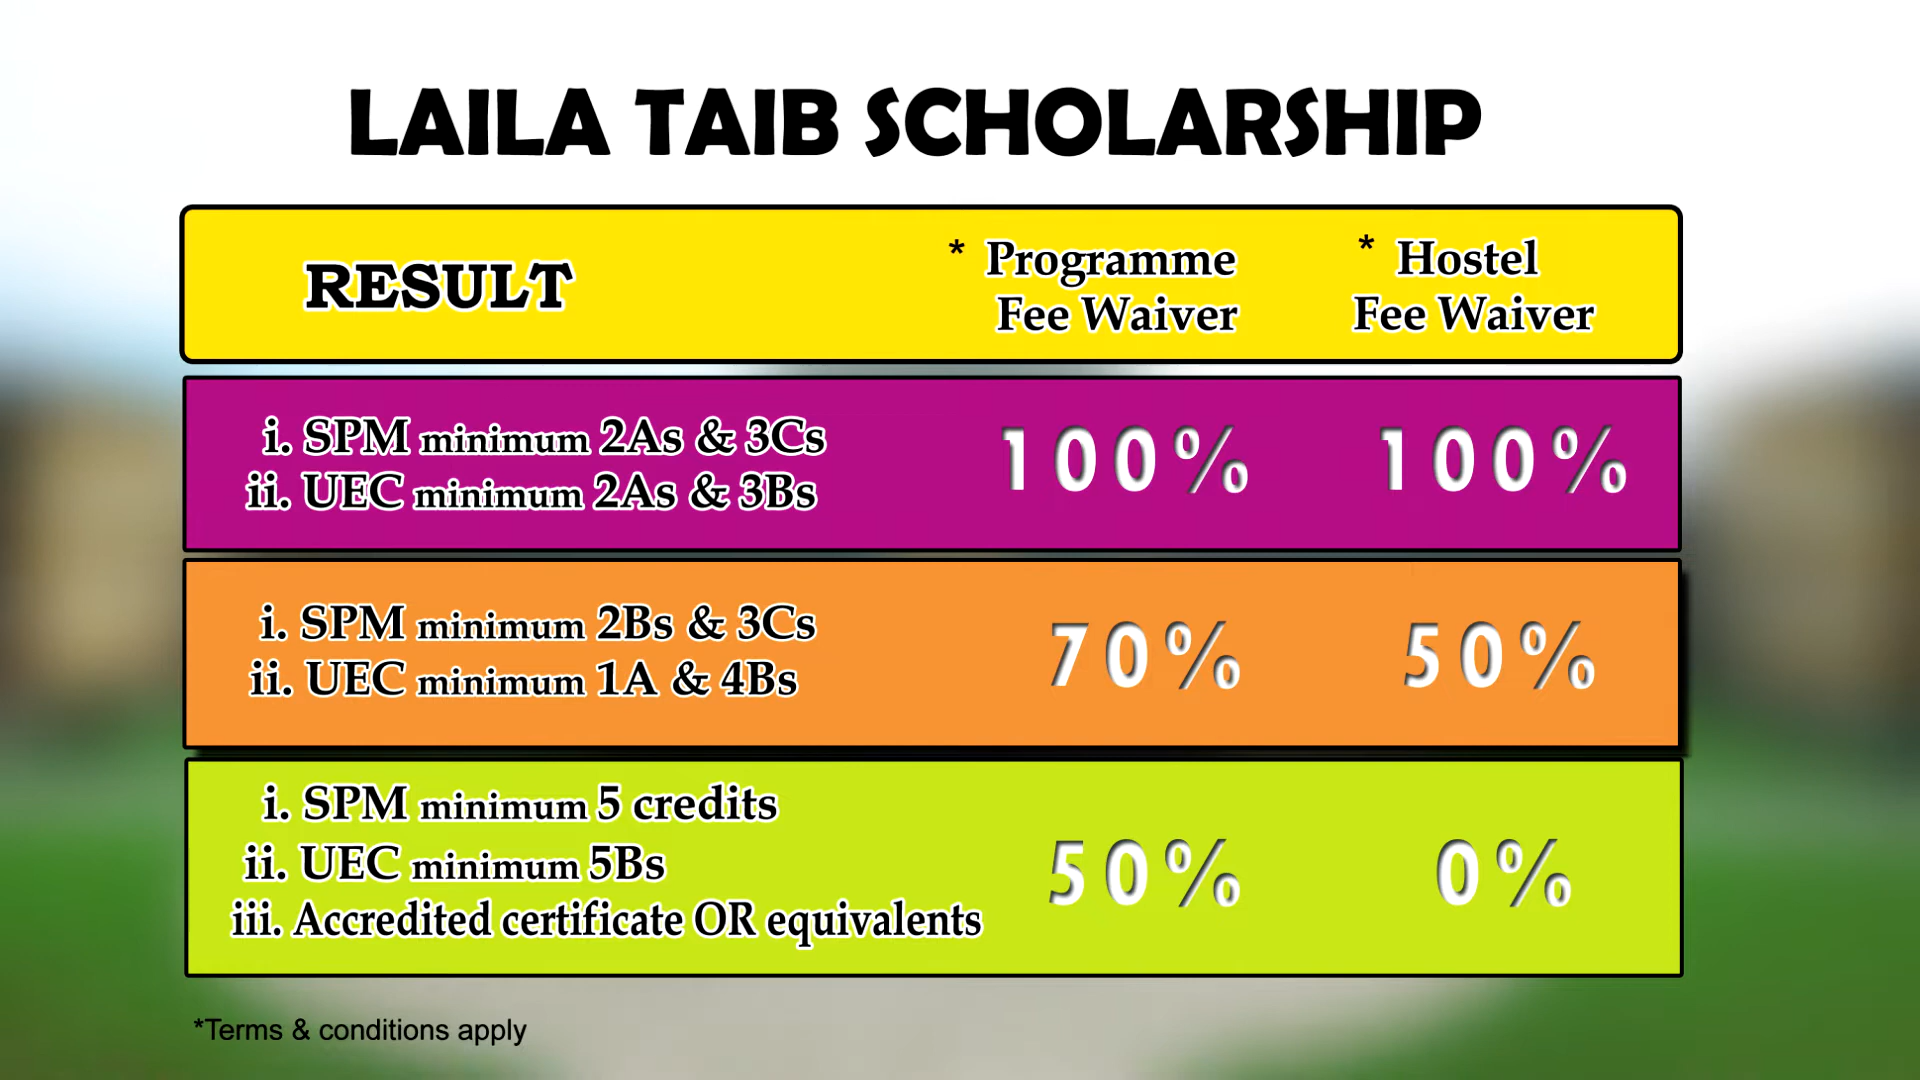 LAILA TAIB SCHOLARSHIP
RESULT
* Programme
Fee Waiver
* Hostel
Fee Waiver
i. SPM minimum 2As & 3Cs
ii. UEC minimum 2As & 3Bs
100%
100%
i. SPM minimum 2Bs & 3Cs
ii. UEC minimum 1A & 4Bs
70%
50%
i. SPM minimum 5 credits
ii. UEC minimum 5Bs
iii. Accredited certificate OR equivalents
50%
0%
*Terms & conditions apply